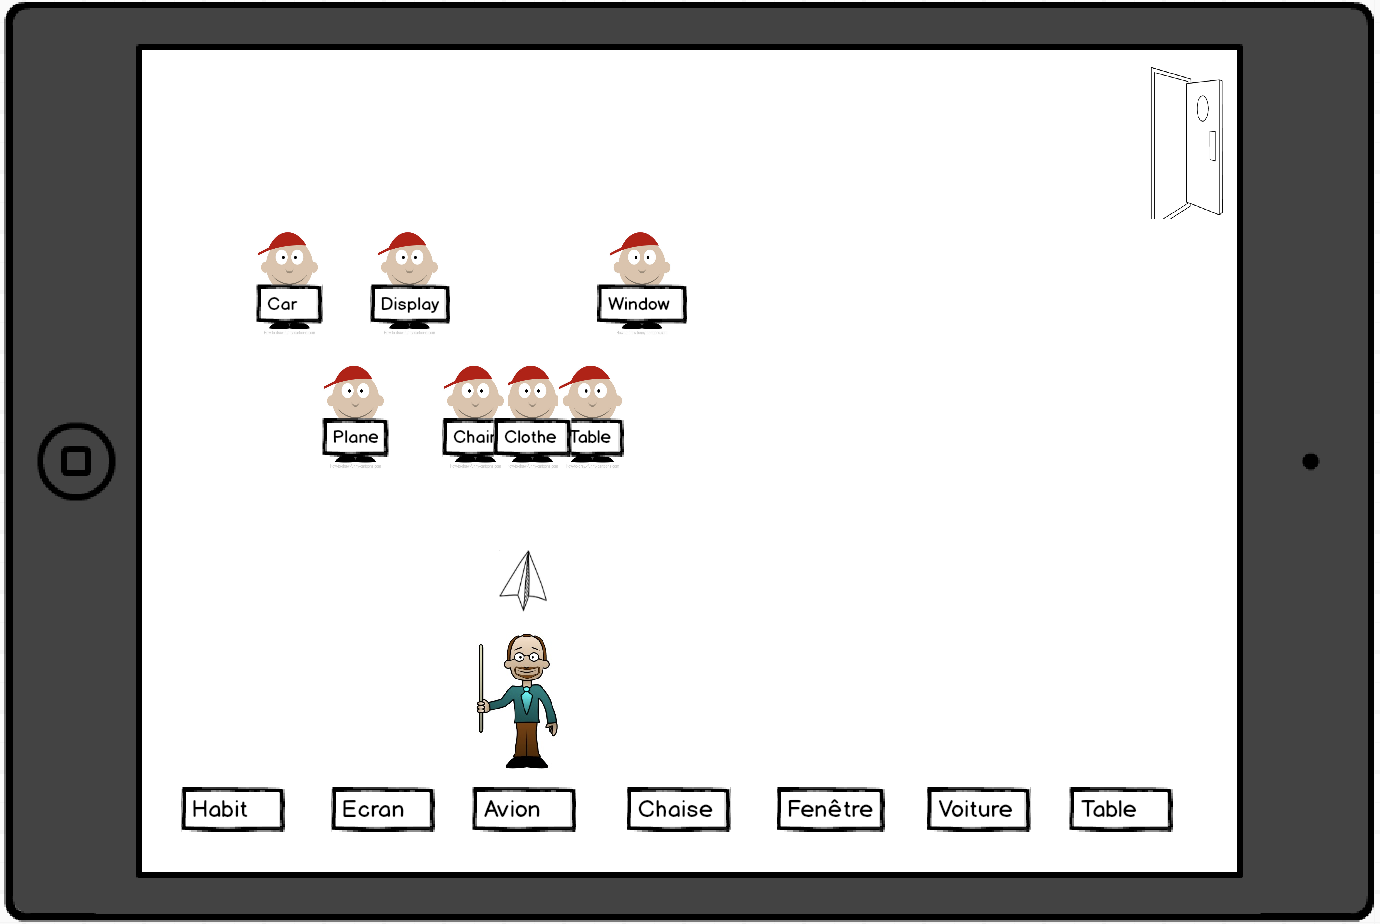 Car
Display
Window
Plane
Chair
Clothe
Table
Habit
Ecran
Avion
Chaise
Fenêtre
Voiture
Table